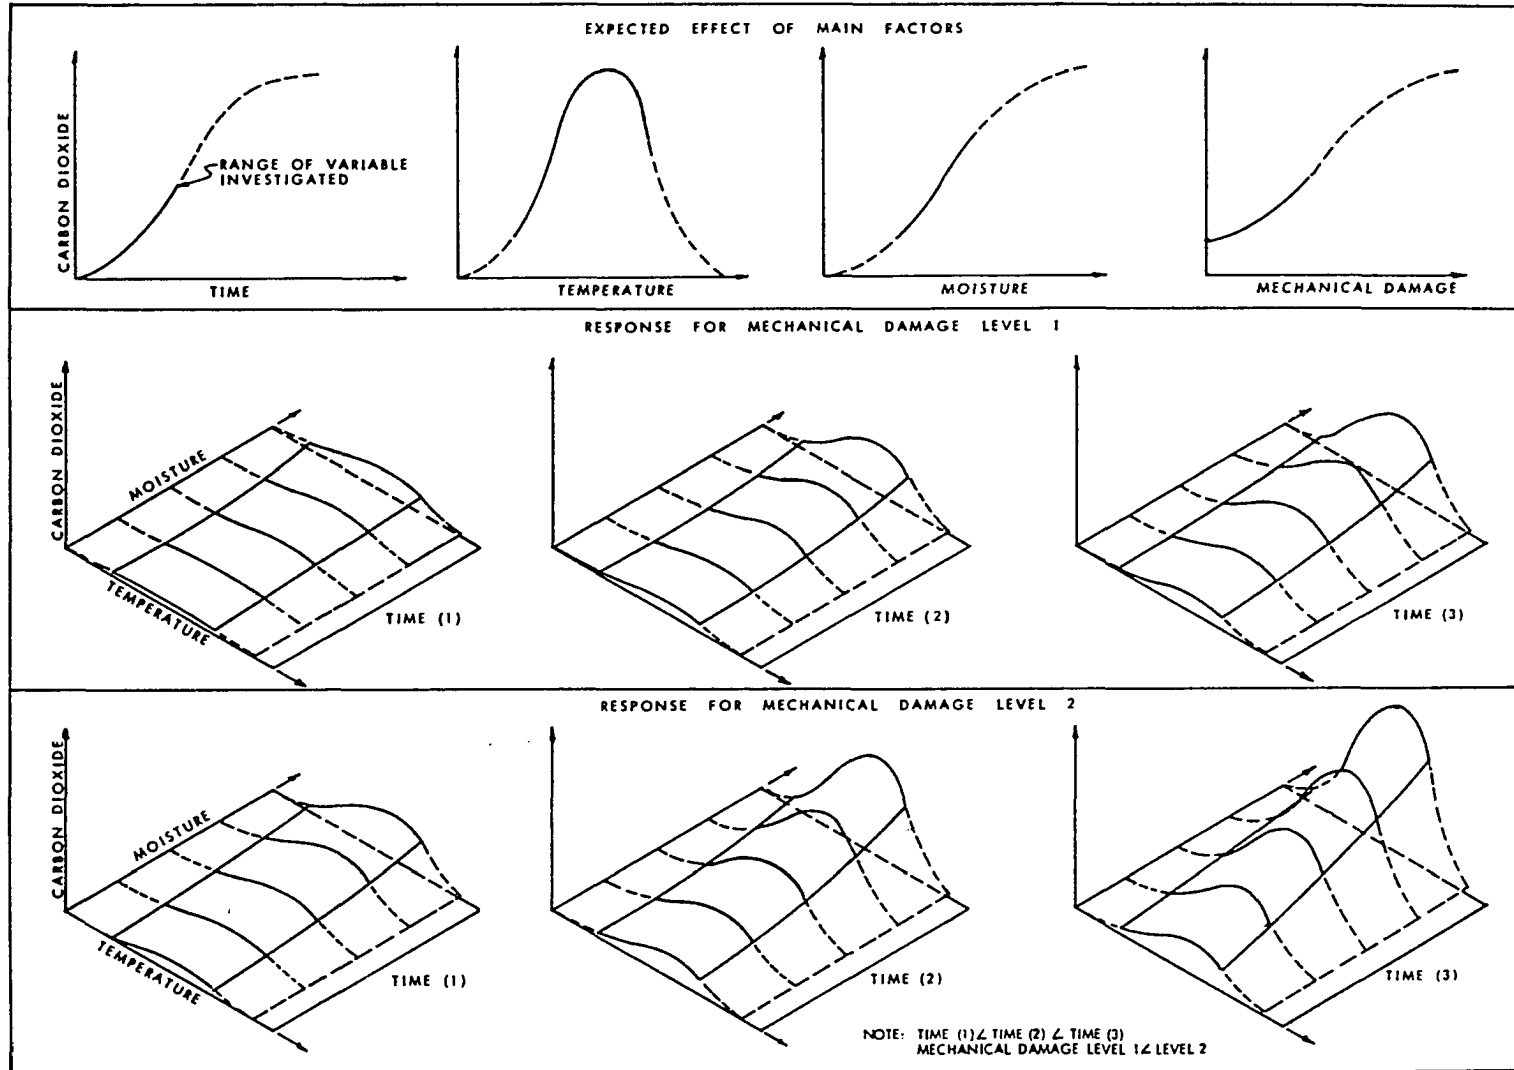 EXPECTED EFFECT OF MAIN FACTORS
CARBON DIOXIDE
RANGE OF VARIABLE
INVESTIGATED
TIME
TEMPERATURE
MOISTURE
MECHANICAL DAMAGE
RESPONSE FOR MECHANICAL DAMAGE LEVEL 1
CARBON DIOXIDE
MOISTURE
TEMPERATURE
TIME (1)
TIME (2)
TIME (3)
RESPONSE FOR MECHANICAL DAMAGE LEVEL 2
CARBON DIOXIDE
MOISTURE
TEMPERATURE
TIME (1)
TIME (2)
TIME (3)
NOTE: TIME (1) ∠ TIME (2) ∠ TIME (3)
MECHANICAL DAMAGE LEVEL 1 ∠ LEVEL 2